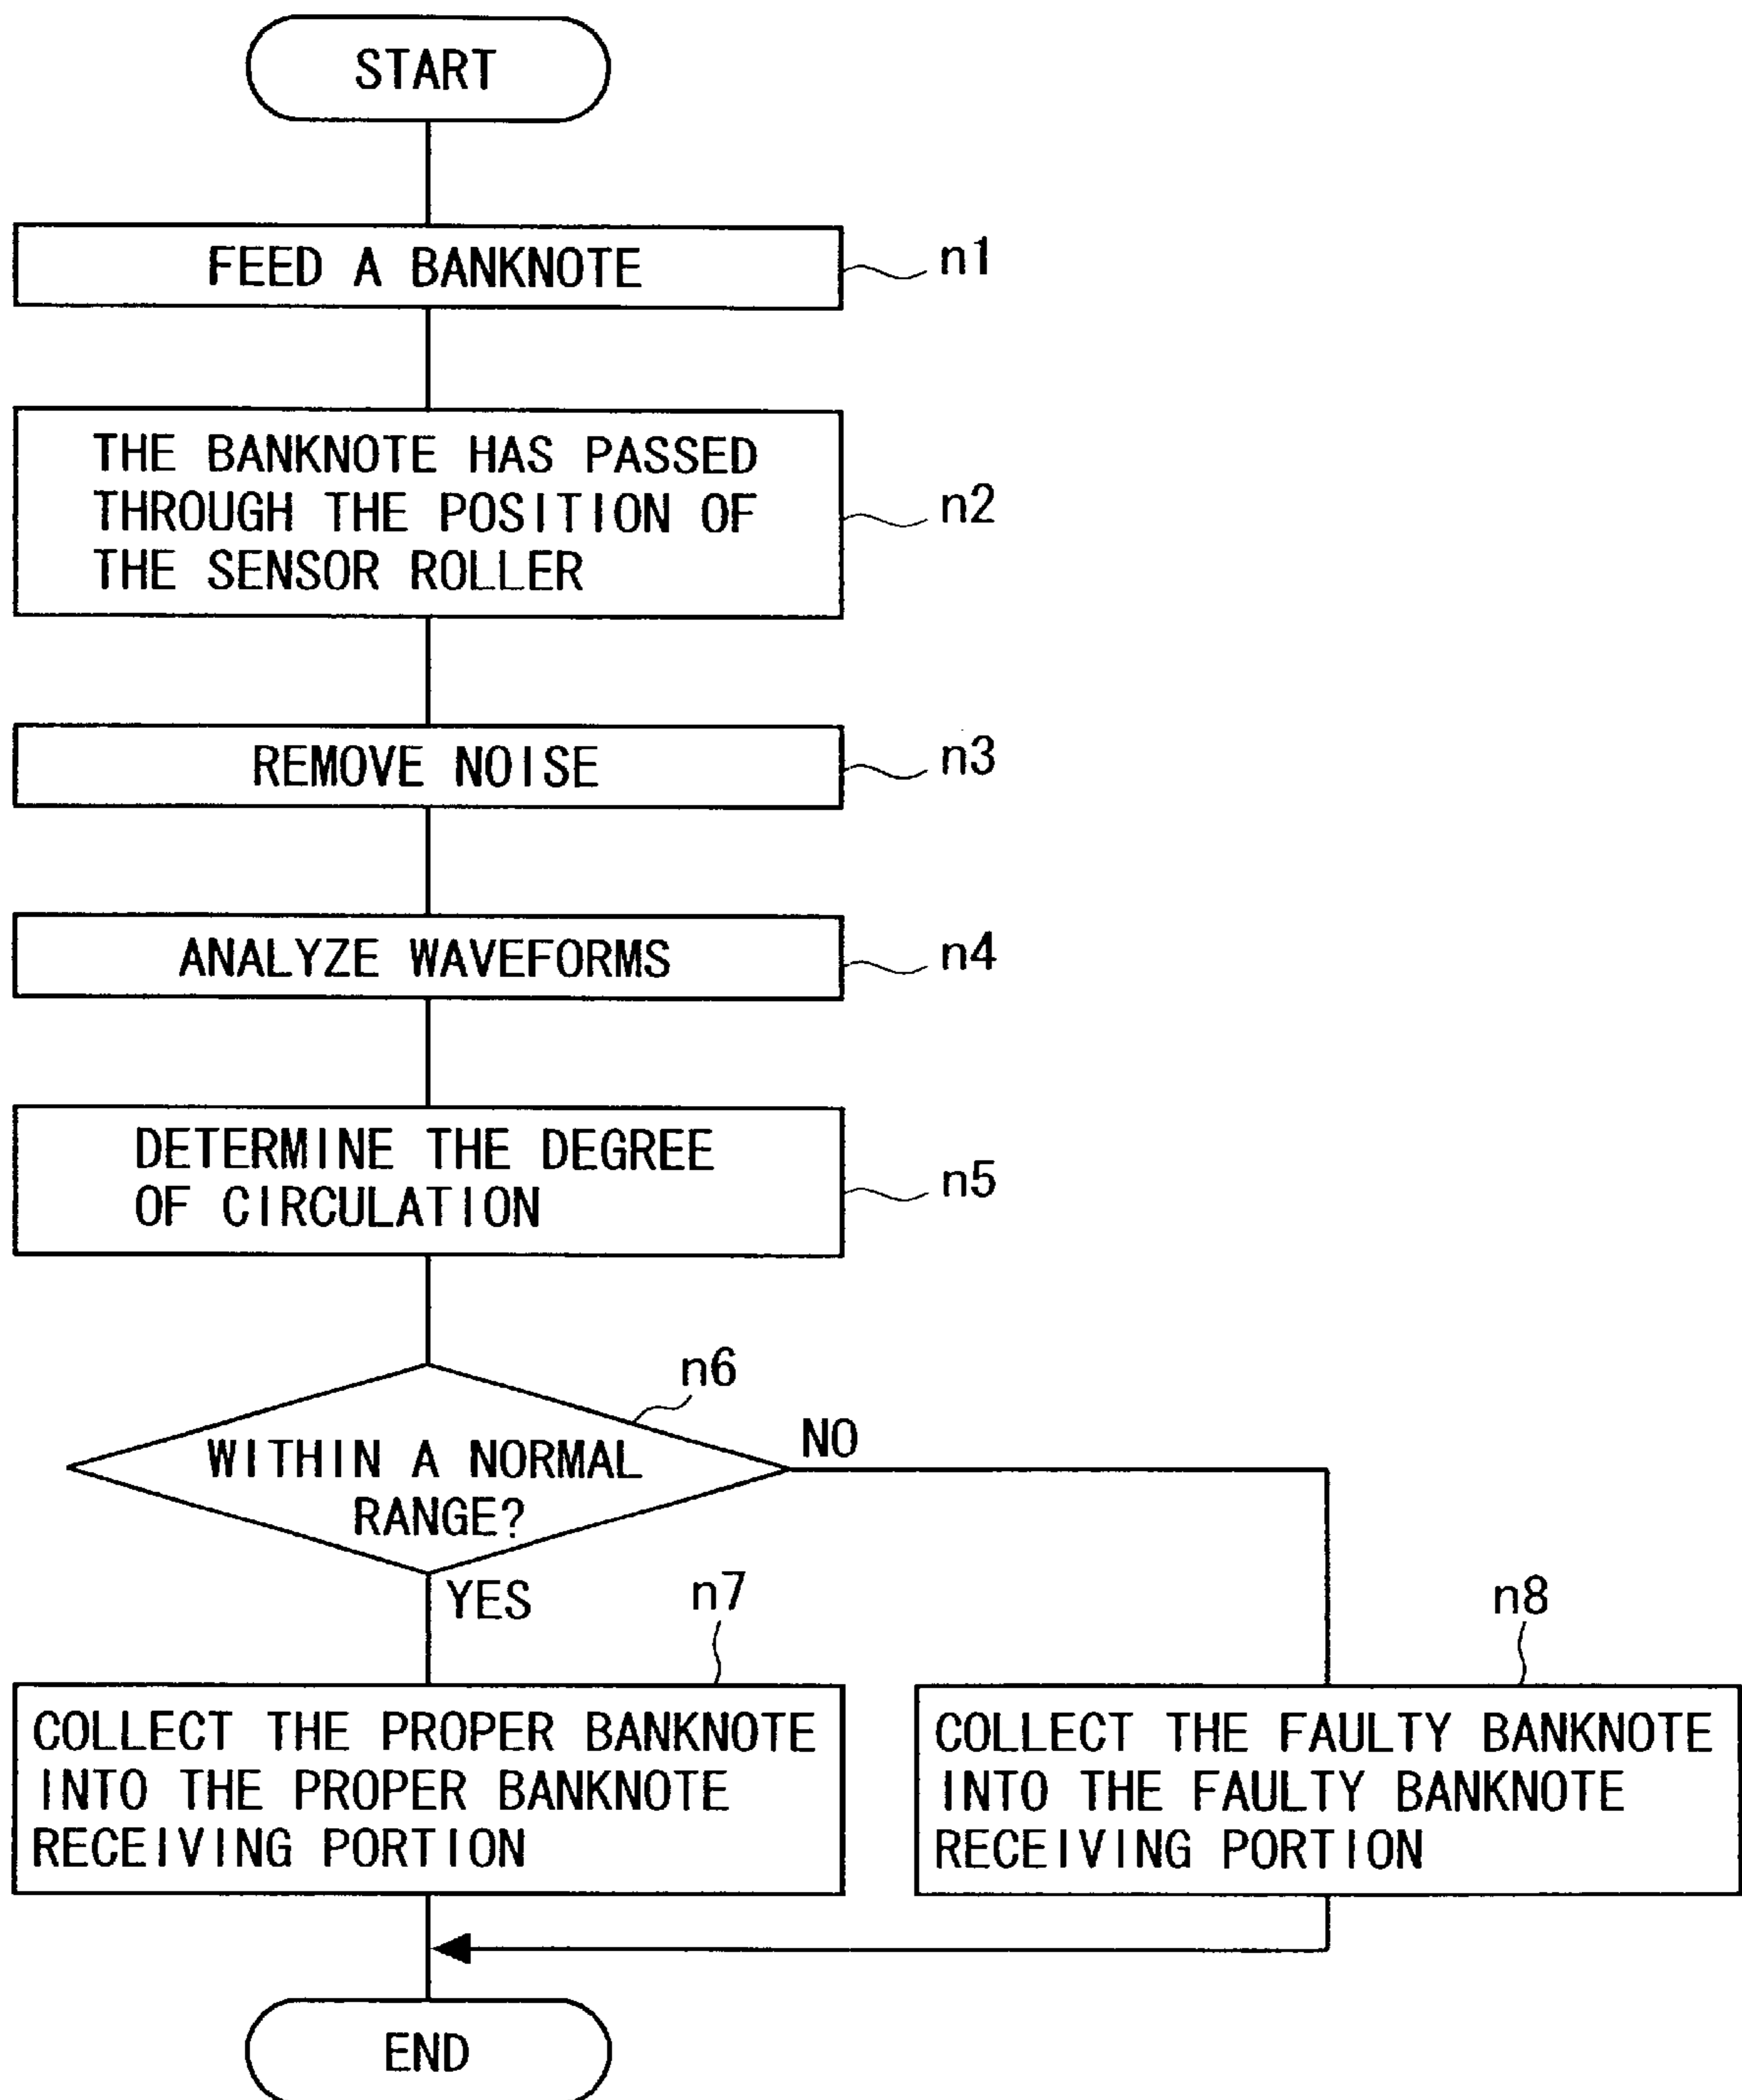 START
FEED A BANKNOTE
n1
THE BANKNOTE HAS PASSED
THROUGH THE POSITION OF
THE SENSOR ROLLER
n2
REMOVE NOISE
n3
ANALYZE WAVEFORMS
n4
DETERMINE THE DEGREE
OF CIRCULATION
n5
n6
WITHIN A NORMAL
RANGE?
NO
YES
n7
COLLECT THE PROPER BANKNOTE
INTO THE PROPER BANKNOTE
RECEIVING PORTION
n8
COLLECT THE FAULTY BANKNOTE
INTO THE FAULTY BANKNOTE
RECEIVING PORTION
END